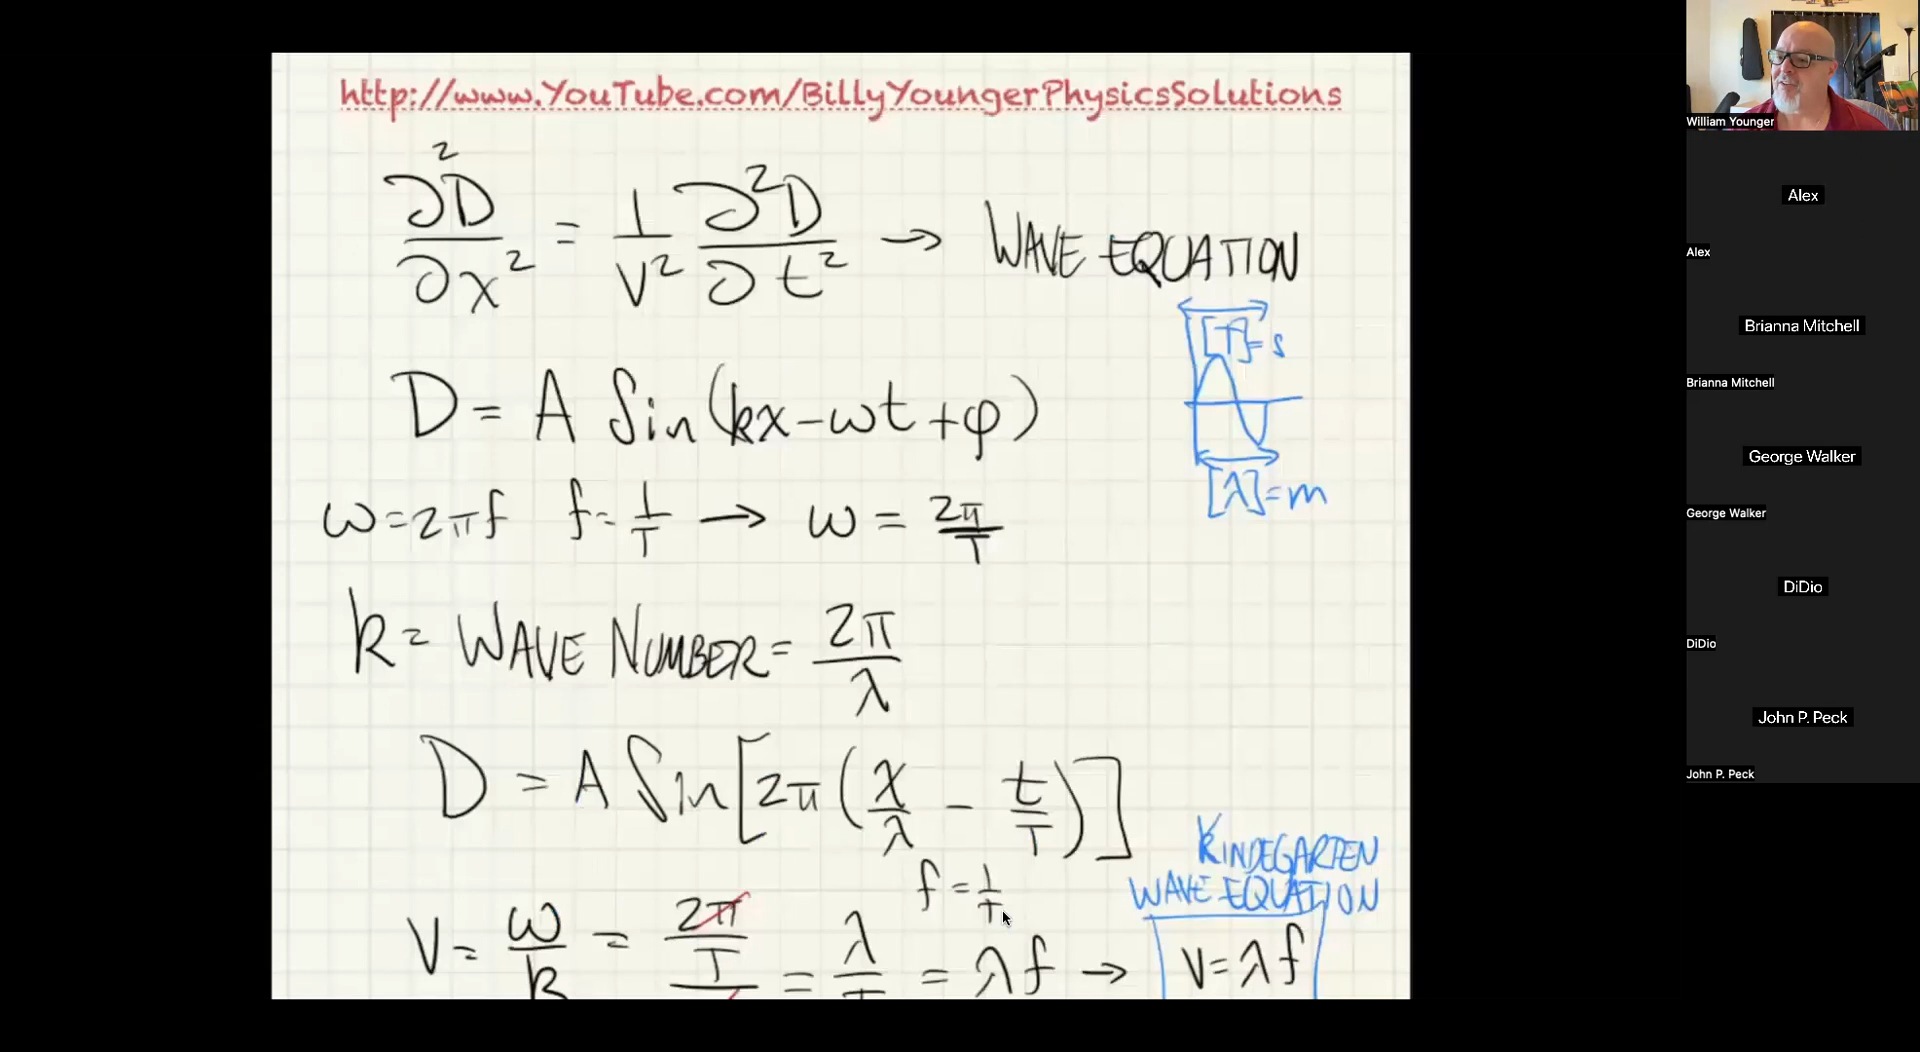 http://www.YouTube.com/BillyYoungerPhysicsSolutions
∂²D/∂x² = 1/V² ∂²D/∂t² → WAVE EQUATION
[T]=s
D = A Sin(kx-ωt+φ)
[λ]=m
ω=2πf f=1/T → ω = 2π/T
k= WAVE NUMBER= 2π/λ
D = A Sin[2π(x/λ - t/T)]
KINDEGARTEN
WAVE EQUATION
f=1/T
V= ω/k = 2π/T = λ/T = λf → V=λf
William Younger
Alex
Alex
Brianna Mitchell
Brianna Mitchell
George Walker
George Walker
DiDio
DiDio
John P. Peck
John P. Peck